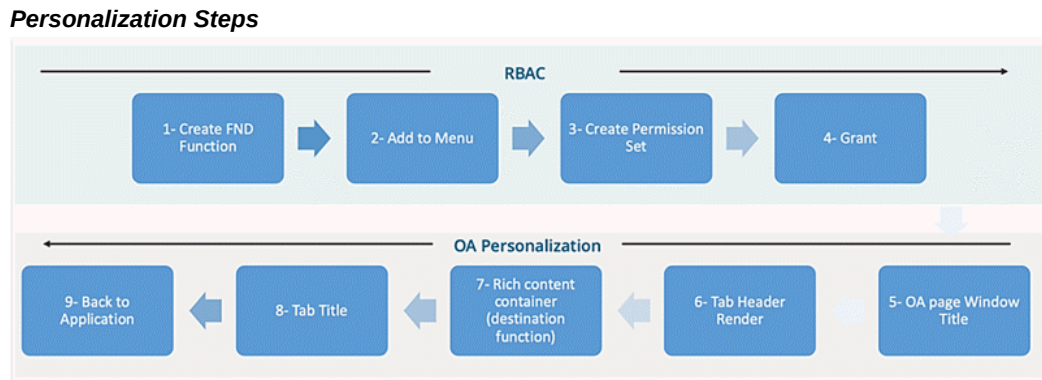 Personalization Steps
RBAC
1- Create FND
Function
2- Add to Menu
3- Create Permission
Set
4- Grant
OA Personalization
5- OA page Window
Title
6- Tab Header
Render
7- Rich content
container
(destination
function)
8- Tab Title
9- Back to
Application